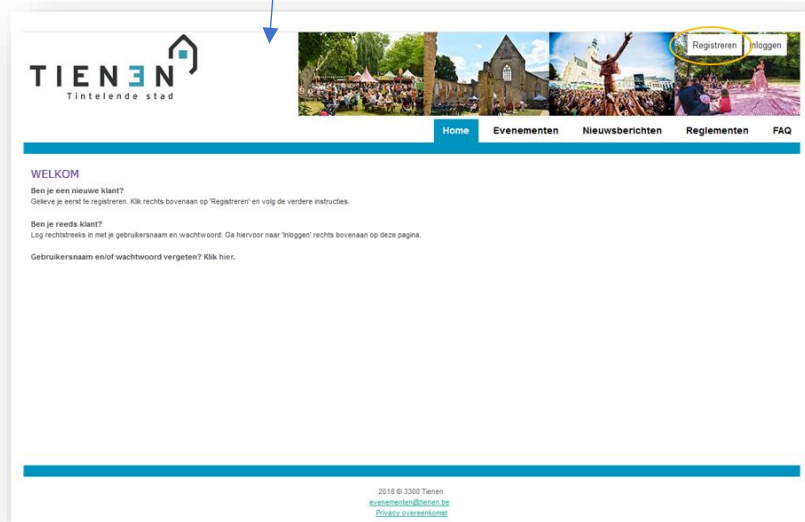 TIENEN
Tintelende stad
Registreren
Inloggen
Home
Evenementen
Nieuwsberichten
Reglementen
FAQ
WELKOM
Ben je een nieuwe klant?
Gelieve je eerst te registreren. Klik rechts bovenaan op 'Registreren' en volg de verdere instructies.
Ben je reeds klant?
Log rechtstreeks in met je gebruikersnaam en wachtwoord. Ga hiervoor naar 'Inloggen' rechts bovenaan op deze pagina.
Gebruikersnaam en/of wachtwoord vergeten? Klik hier.
2018 © 3300 Tienen
evenementen@tienen.be
Privacy overeenkomst